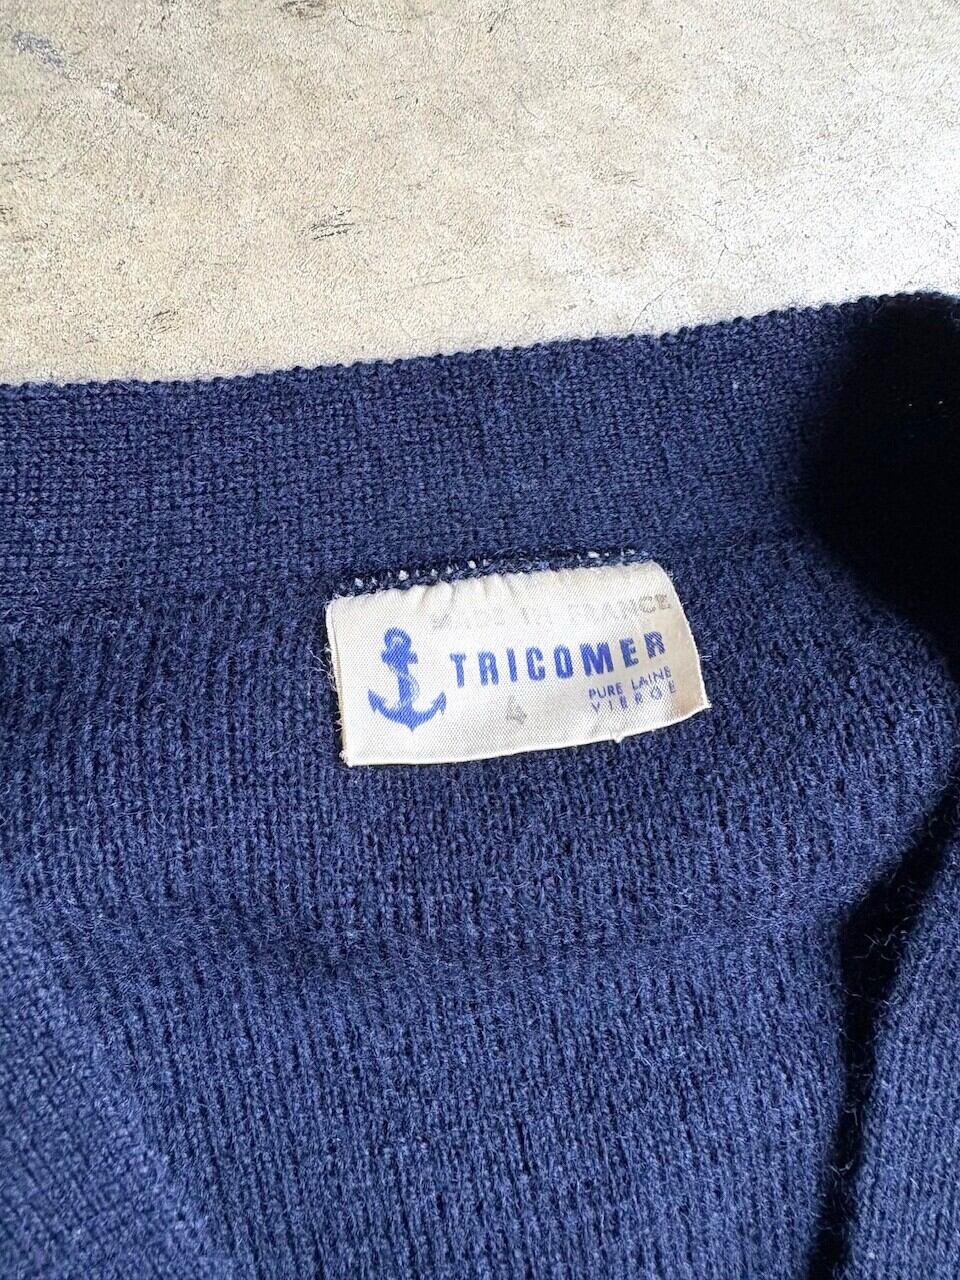 MADE IN FRANCE
TRICOMER
4
PURE LAINE
VIERGE